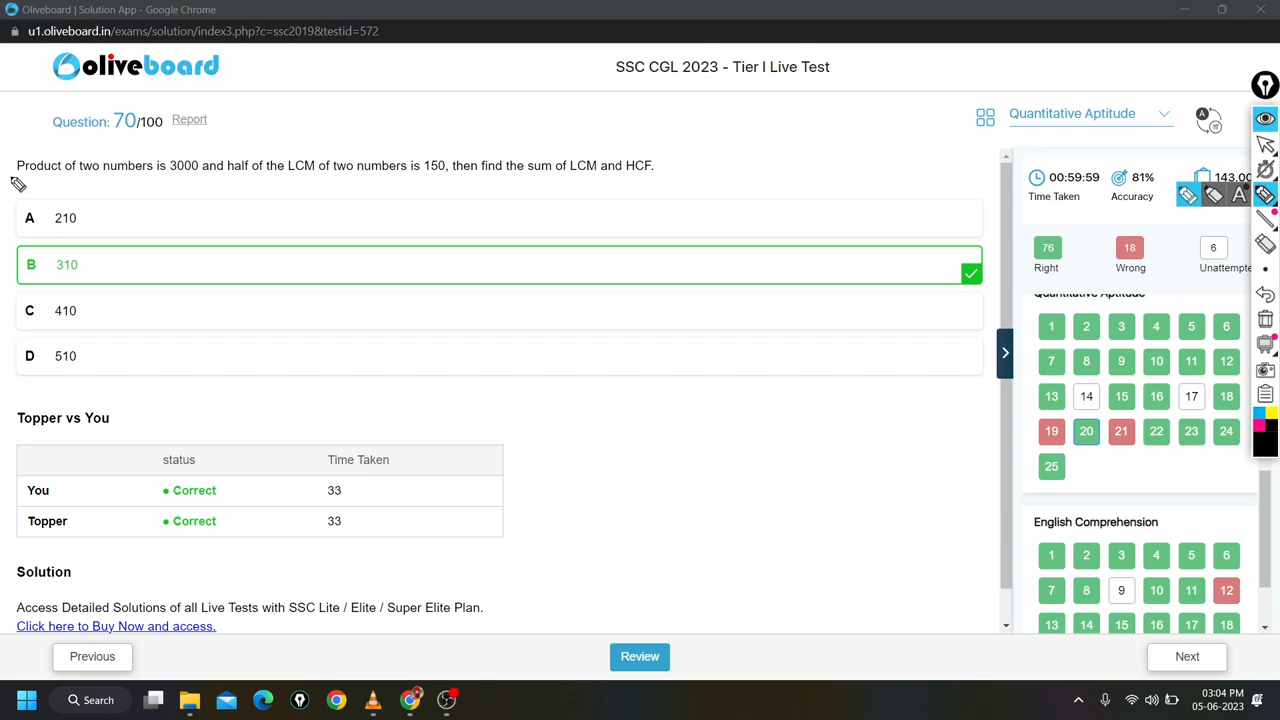 Oliveboard | Solution App - Google Chrome
u1.oliveboard.in/exams/solution/index3.php?c=ssc2019&testid=572
oliveboard
SSC CGL 2023 - Tier I Live Test
Question: 70/100 Report
Quantitative Aptitude
A
Product of two numbers is 3000 and half of the LCM of two numbers is 150, then find the sum of LCM and HCF.
A 210
B 310
C 410
D 510
00:59:59 81% 143.00
Time Taken Accuracy
A
76 18 6
Right Wrong Unattempte
Quantitative Aptitude
1 2 3 4 5 6
7 8 9 10 11 12
13 14 15 16 17 18
19 20 21 22 23 24
25
Topper vs You
status Time Taken
You Correct 33
Topper Correct 33
Solution
Access Detailed Solutions of all Live Tests with SSC Lite / Elite / Super Elite Plan.
Click here to Buy Now and access.
English Comprehension
1 2 3 4 5 6
7 8 9 10 11 12
13 14 15 16 17 18
Previous
Review
Next
Search
03:04 PM
05-06-2023